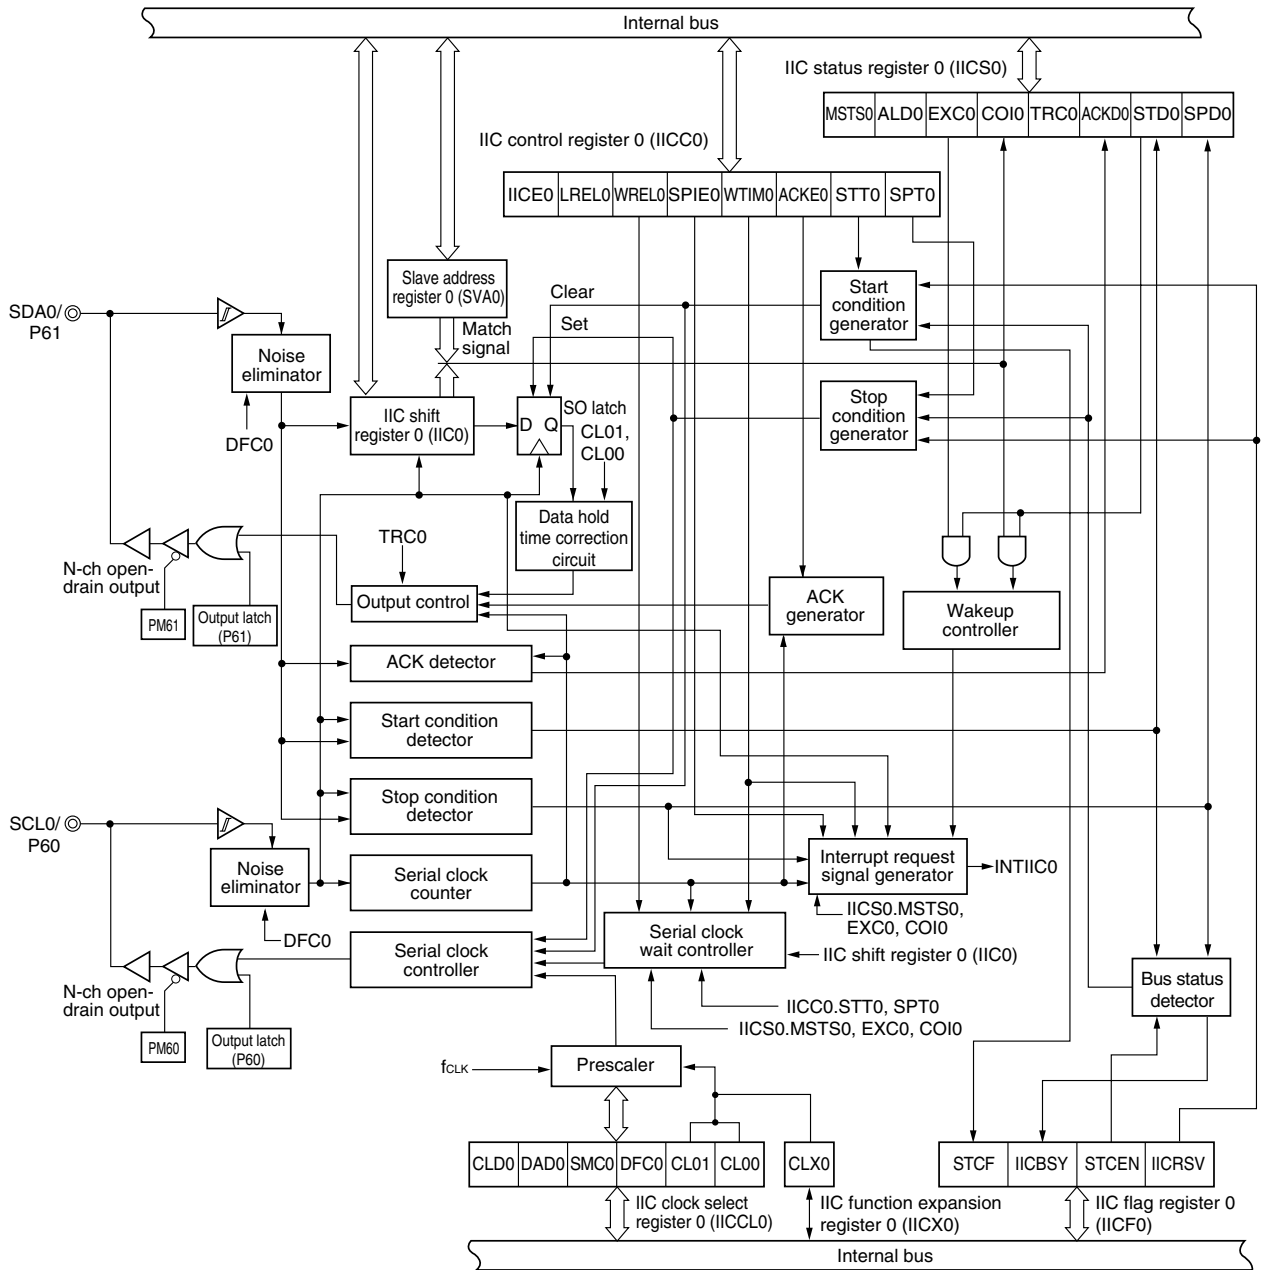 Internal bus
IIC status register 0 (IICS0)
MSTS0 ALD0 EXC0 COI0 TRC0 ACKD0 STD0 SPD0
IIC control register 0 (IICC0)
IICE0 LREL0 WREL0 SPIE0 WTIM0 ACKE0 STT0 SPT0
Slave address
register 0 (SVA0)
Clear
Set
Match
signal
Start
condition
generator
SDA0/
P61
Noise
eliminator
DFC0
IIC shift
register 0 (IIC0)
D Q
SO latch
CL01,
CL00
Stop
condition
generator
Data hold
time correction
circuit
TRC0
N-ch open-
drain output
PM61
Output latch
(P61)
Output control
ACK
generator
Wakeup
controller
ACK detector
Start condition
detector
Stop condition
detector
SCL0/
P60
Noise
eliminator
DFC0
Serial clock
counter
Interrupt request
signal generator
INTIIC0
IICS0.MSTS0,
EXC0, COI0
Serial clock
controller
Serial clock
wait controller
IIC shift register 0 (IIC0)
Bus status
detector
N-ch open-
drain output
PM60
Output latch
(P60)
IICC0.STT0, SPT0
IICS0.MSTS0, EXC0, COI0
fCLK
Prescaler
CLD0 DAD0 SMC0 DFC0 CL01 CL00
CLX0
STCF IICBSY STCEN IICRSV
IIC clock select
register 0 (IICCL0)
IIC function expansion
register 0 (IICX0)
IIC flag register 0
(IICF0)
Internal bus